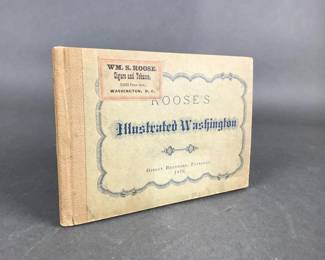 WM. S. ROOSE.
Cigars and Tobacco,
WASHINGTON, D. C.
ROOSE'S
Illustrated Washington